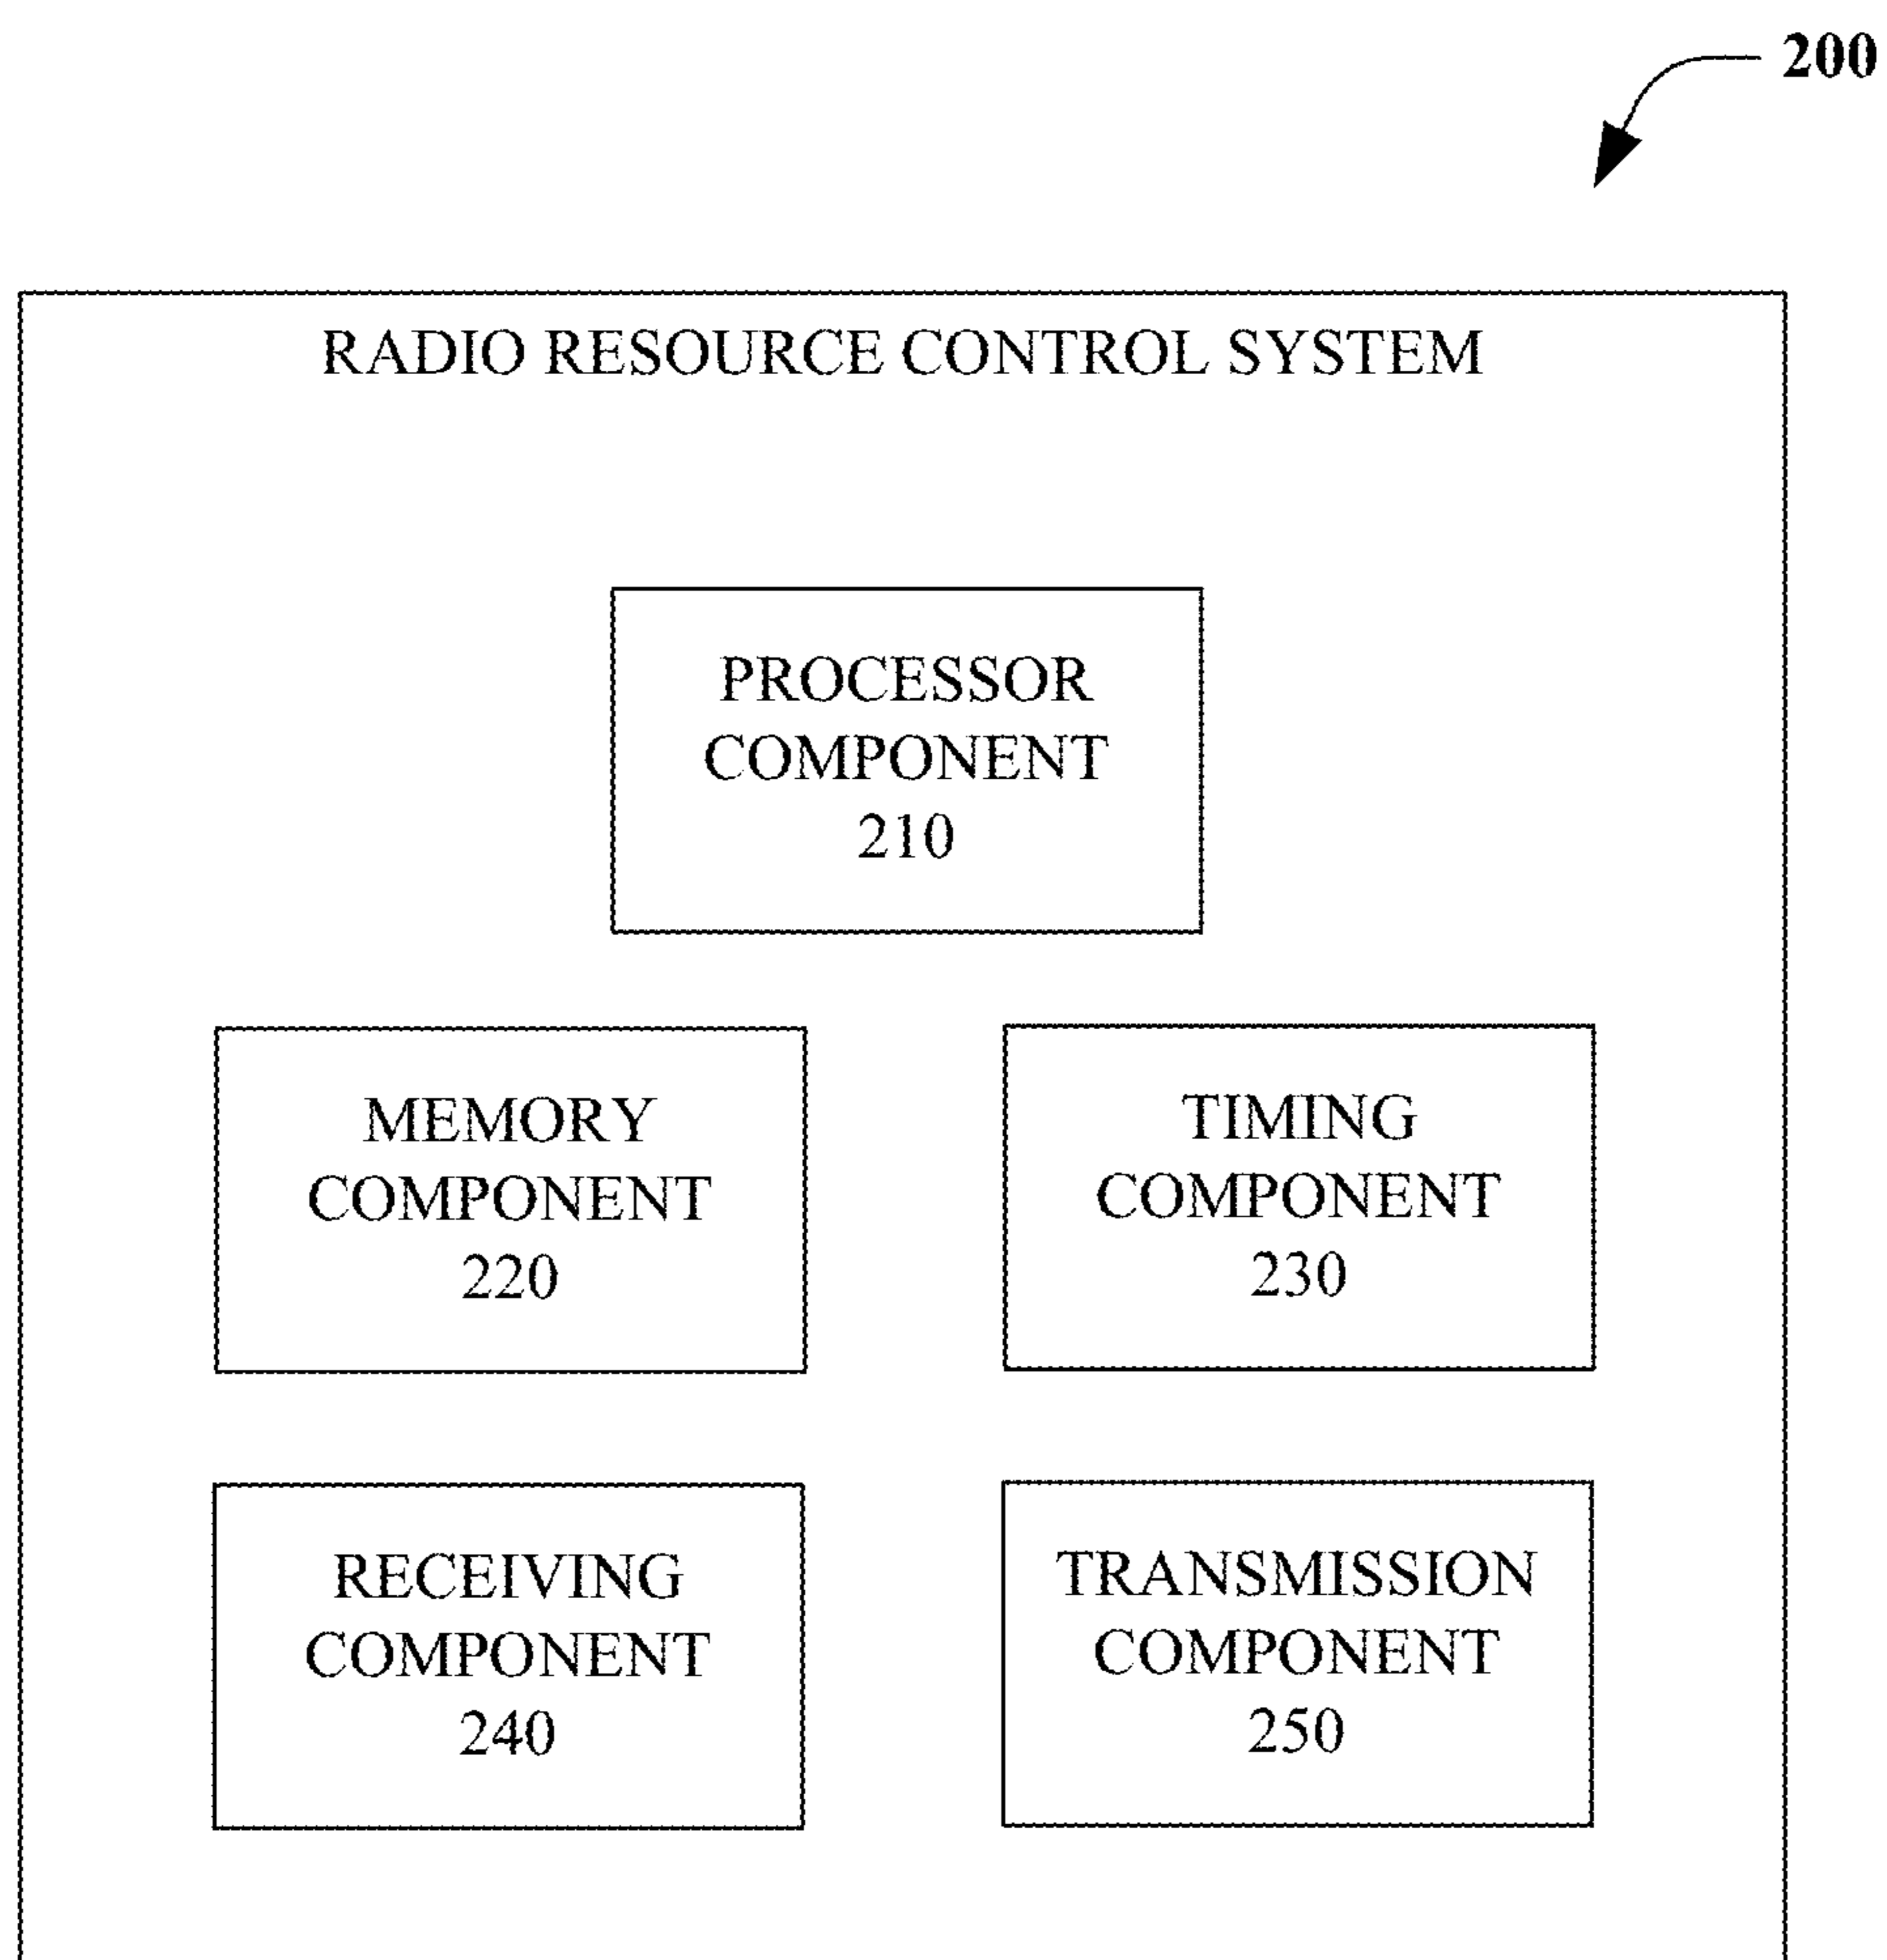 200
RADIO RESOURCE CONTROL SYSTEM
PROCESSOR
COMPONENT
210
MEMORY
COMPONENT
220
TIMING
COMPONENT
230
RECEIVING
COMPONENT
240
TRANSMISSION
COMPONENT
250